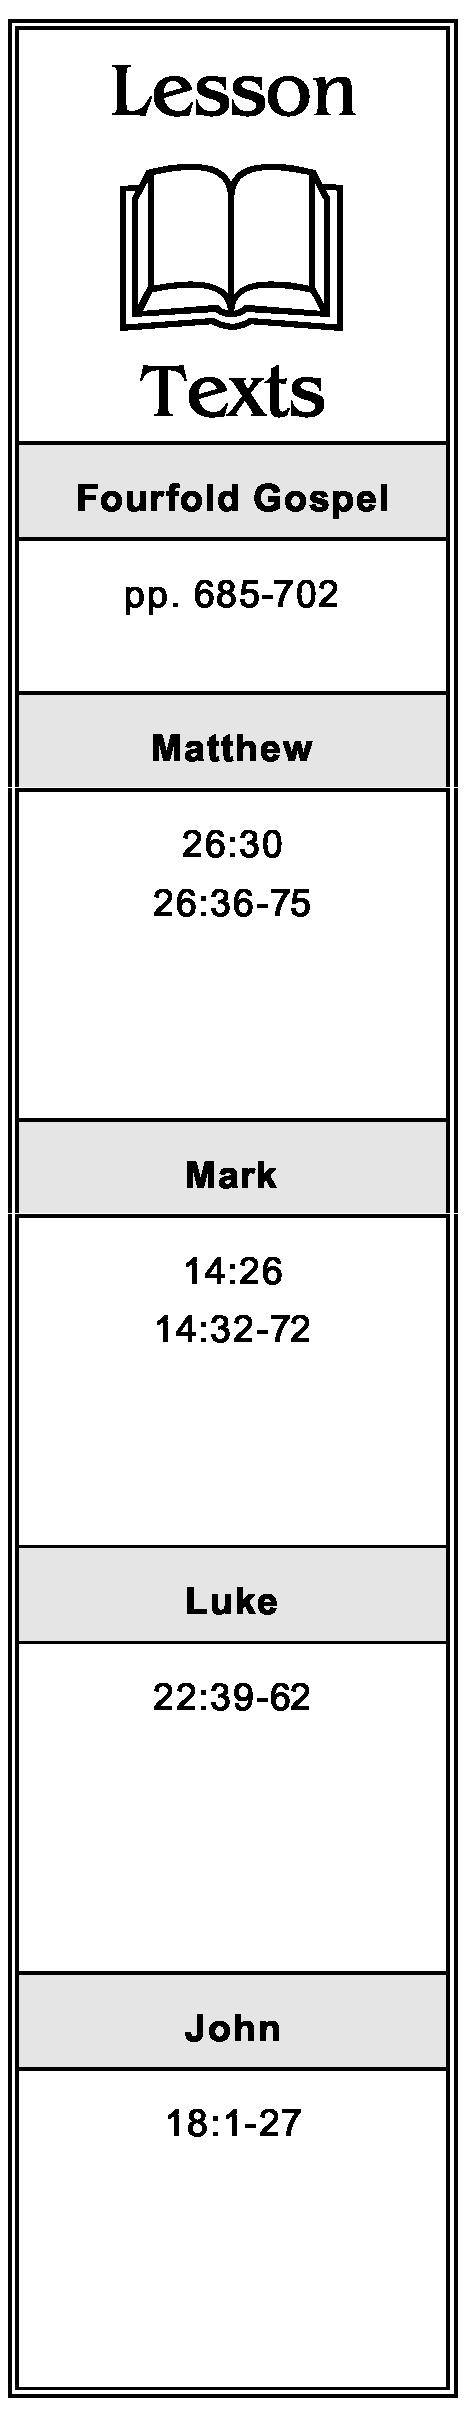 Lesson
Texts
Fourfold Gospel
pp. 685-702
Matthew
26:30
26:36-75
Mark
14:26
14:32-72
Luke
22:39-62
John
18:1-27